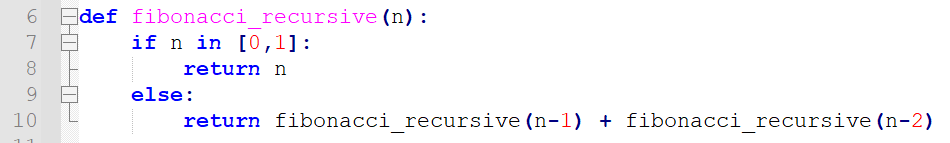 6 def fibonacci_recursive(n):
7     if n in [0,1]:
8         return n
9     else:
10         return fibonacci_recursive(n-1) + fibonacci_recursive(n-2)